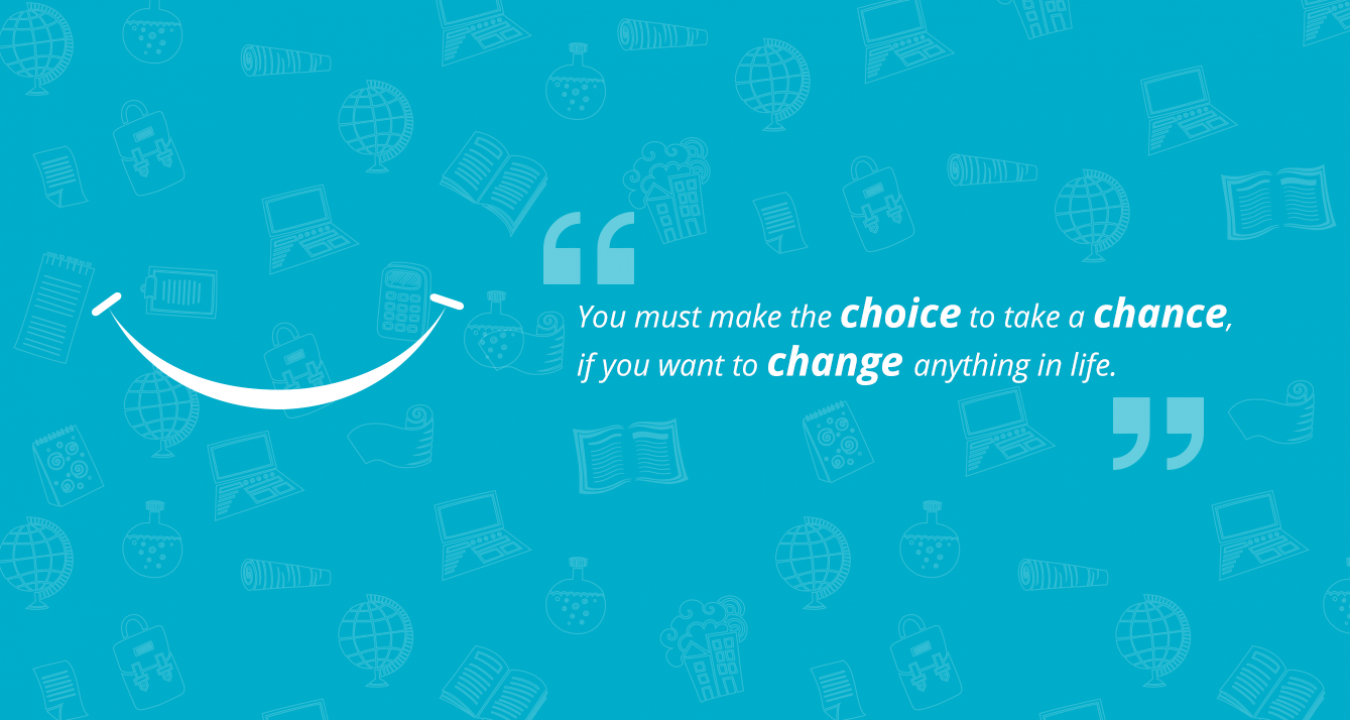 You must make the choice to take a chance,
if you want to change anything in life.